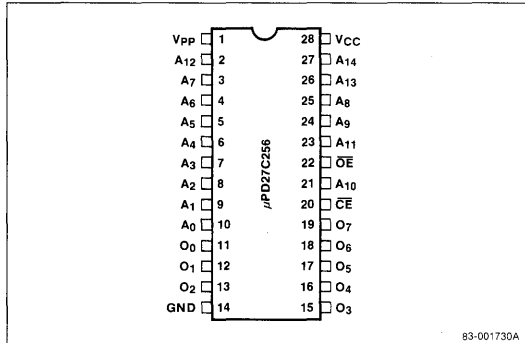 VPP 1 28 VCC
A12 2 27 A14
A7 3 26 A13
A6 4 25 A8
A5 5 24 A9
A4 6 23 A11
A3 7 22 OE
A2 8 21 A10
A1 9 20 CE
A0 10 19 O7
O0 11 18 O6
O1 12 17 O5
O2 13 16 O4
GND 14 15 O3
μPD27C256
83-001730A